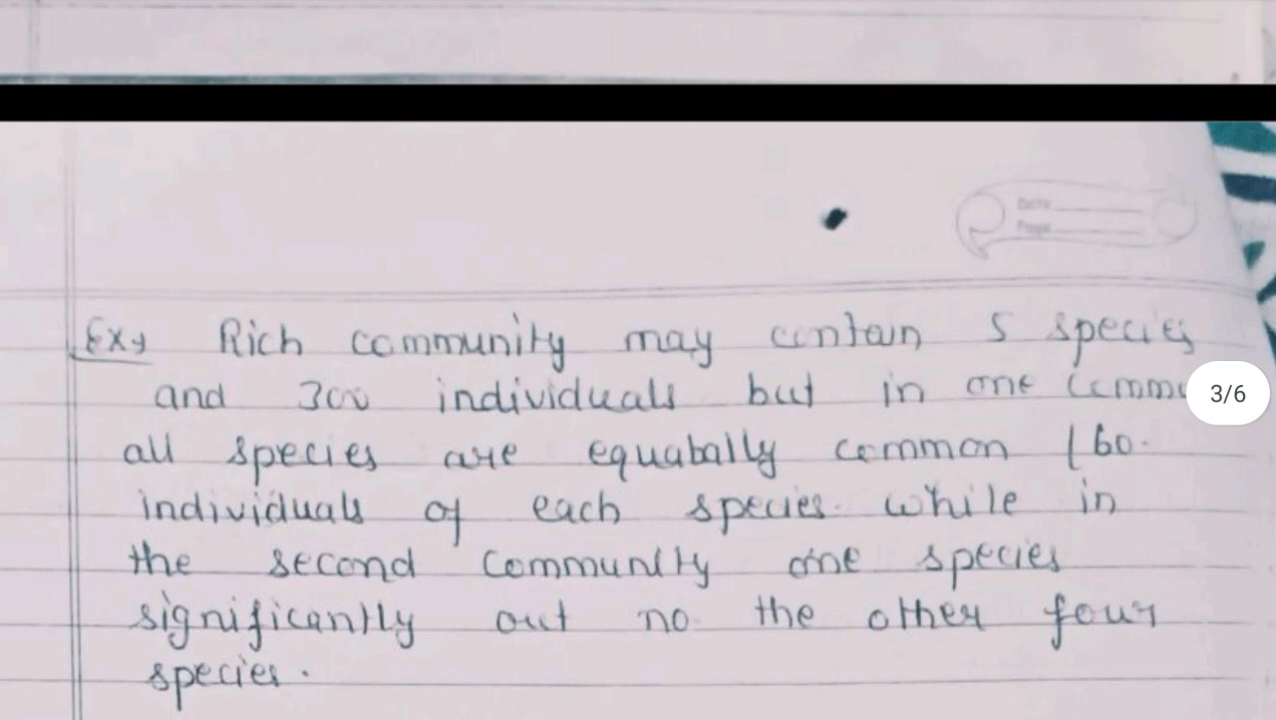 Date
Page
Ex→ Rich community may contain 5 species
and 300 individuals but in one Commu
3/6
all species are equabally common (60
individuals of each species while in
the second community one species
significantly out no the other four
species.